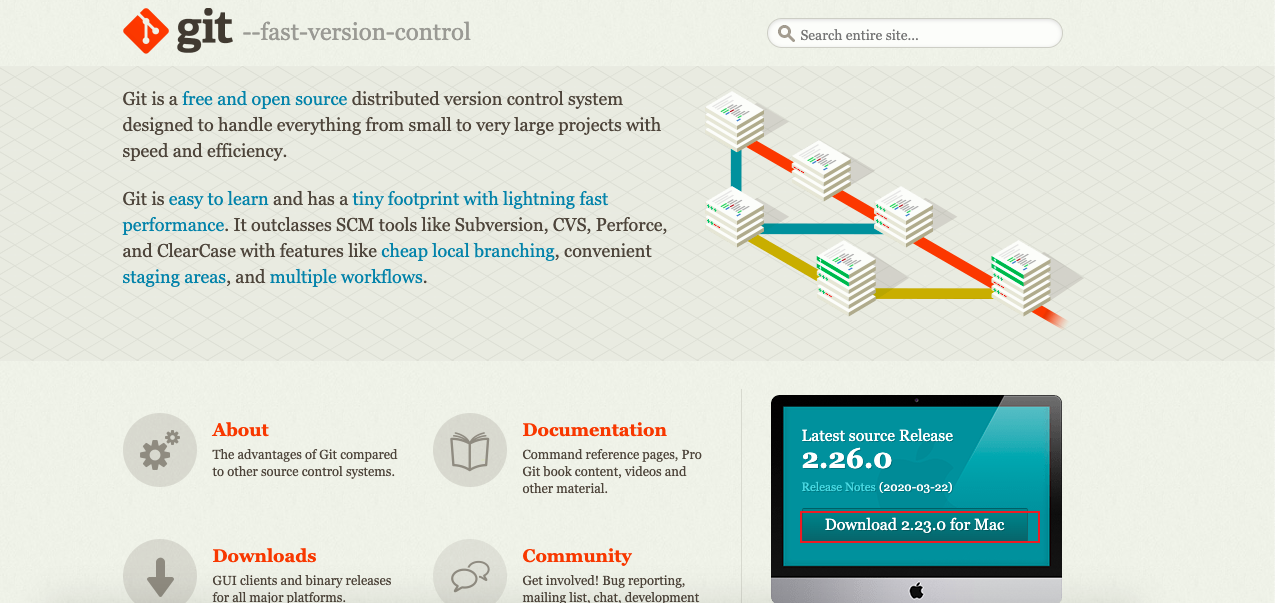 git --fast-version-control
Search entire site...
Git is a free and open source distributed version control system
designed to handle everything from small to very large projects with
speed and efficiency.
Git is easy to learn and has a tiny footprint with lightning fast
performance. It outclasses SCM tools like Subversion, CVS, Perforce,
and ClearCase with features like cheap local branching, convenient
staging areas, and multiple workflows.
About
The advantages of Git compared
to other source control systems.
Documentation
Command reference pages, Pro
Git book content, videos and
other material.
Downloads
GUI clients and binary releases
for all major platforms.
Community
Get involved! Bug reporting,
mailing list, chat, development
Latest source Release
2.26.0
Release Notes (2020-03-22)
Download 2.23.0 for Mac